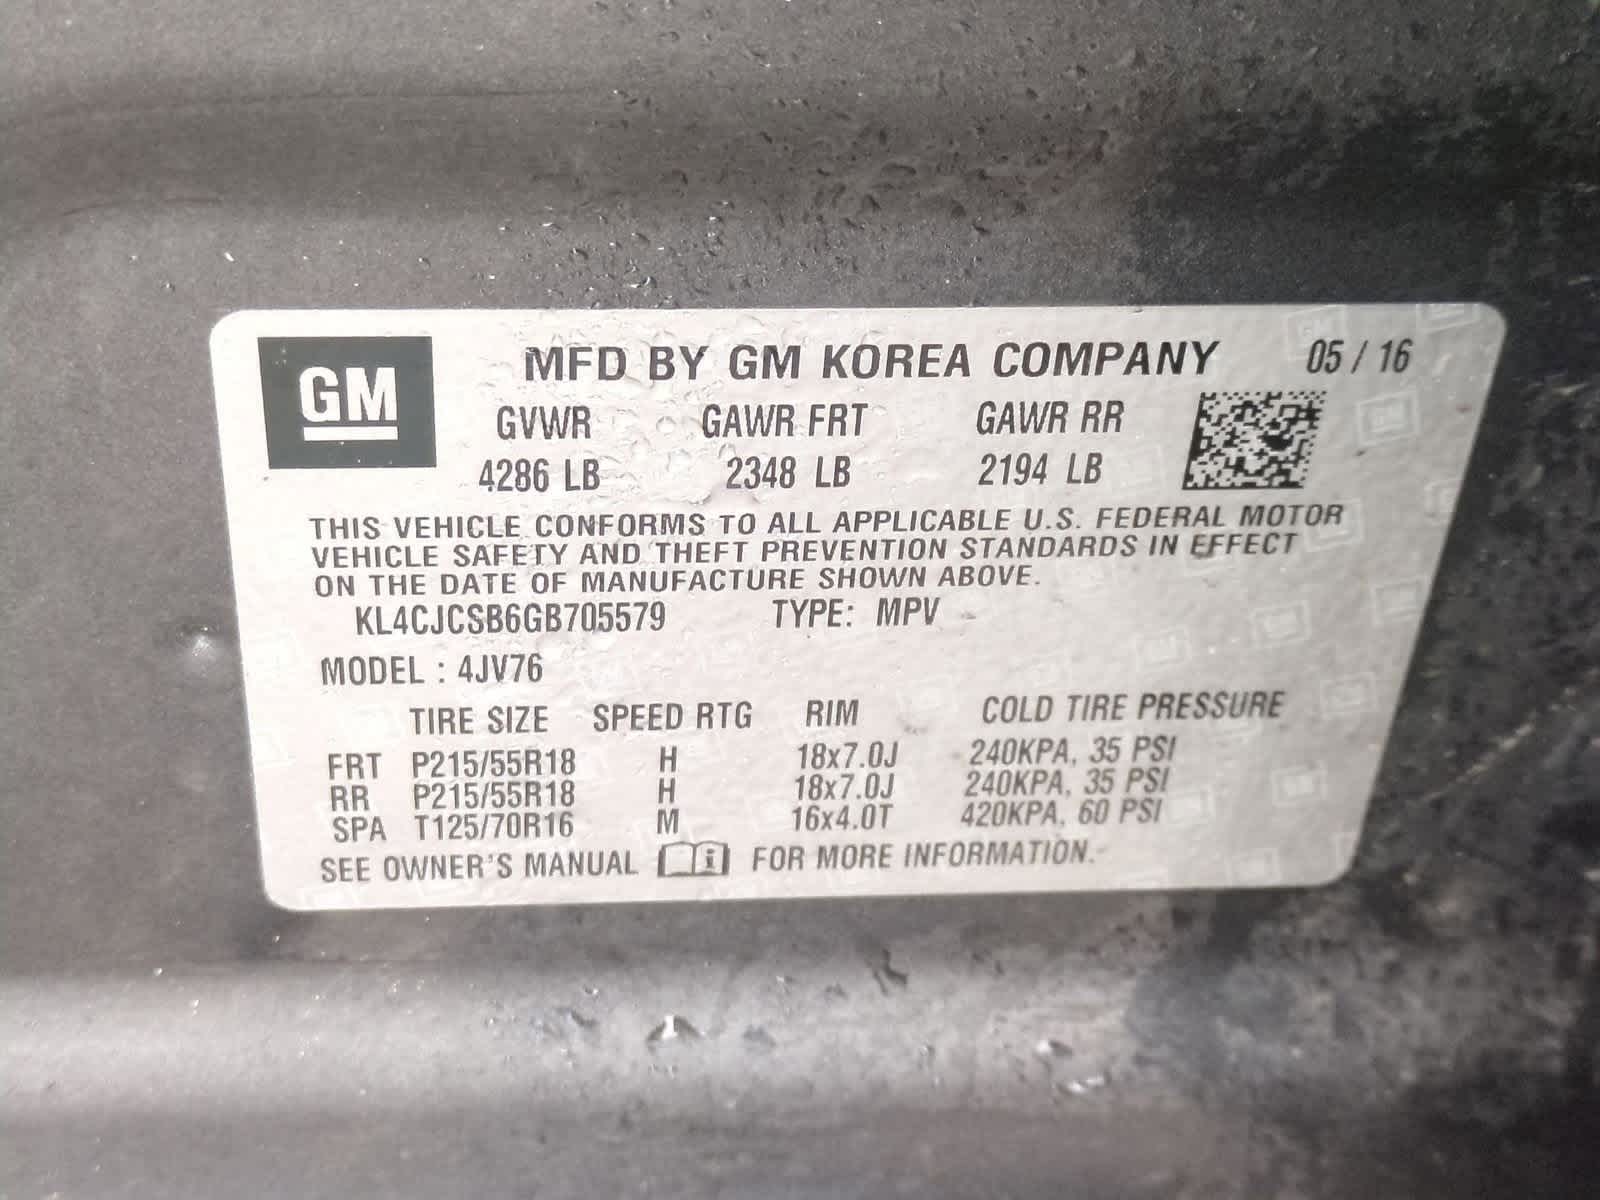 GM
MFD BY GM KOREA COMPANY 05 / 16
GVWR GAWR FRT GAWR RR
4286 LB 2348 LB 2194 LB
THIS VEHICLE CONFORMS TO ALL APPLICABLE U.S. FEDERAL MOTOR
VEHICLE SAFETY AND THEFT PREVENTION STANDARDS IN EFFECT
ON THE DATE OF MANUFACTURE SHOWN ABOVE.
KL4CJCSB6GB705579 TYPE: MPV
MODEL : 4JV76
TIRE SIZE SPEED RTG RIM COLD TIRE PRESSURE
FRT P215/55R18 H 18x7.0J 240KPA, 35 PSI
RR P215/55R18 H 18x7.0J 240KPA, 35 PSI
SPA T125/70R16 M 16x4.0T 420KPA, 60 PSI
SEE OWNER'S MANUAL i FOR MORE INFORMATION.